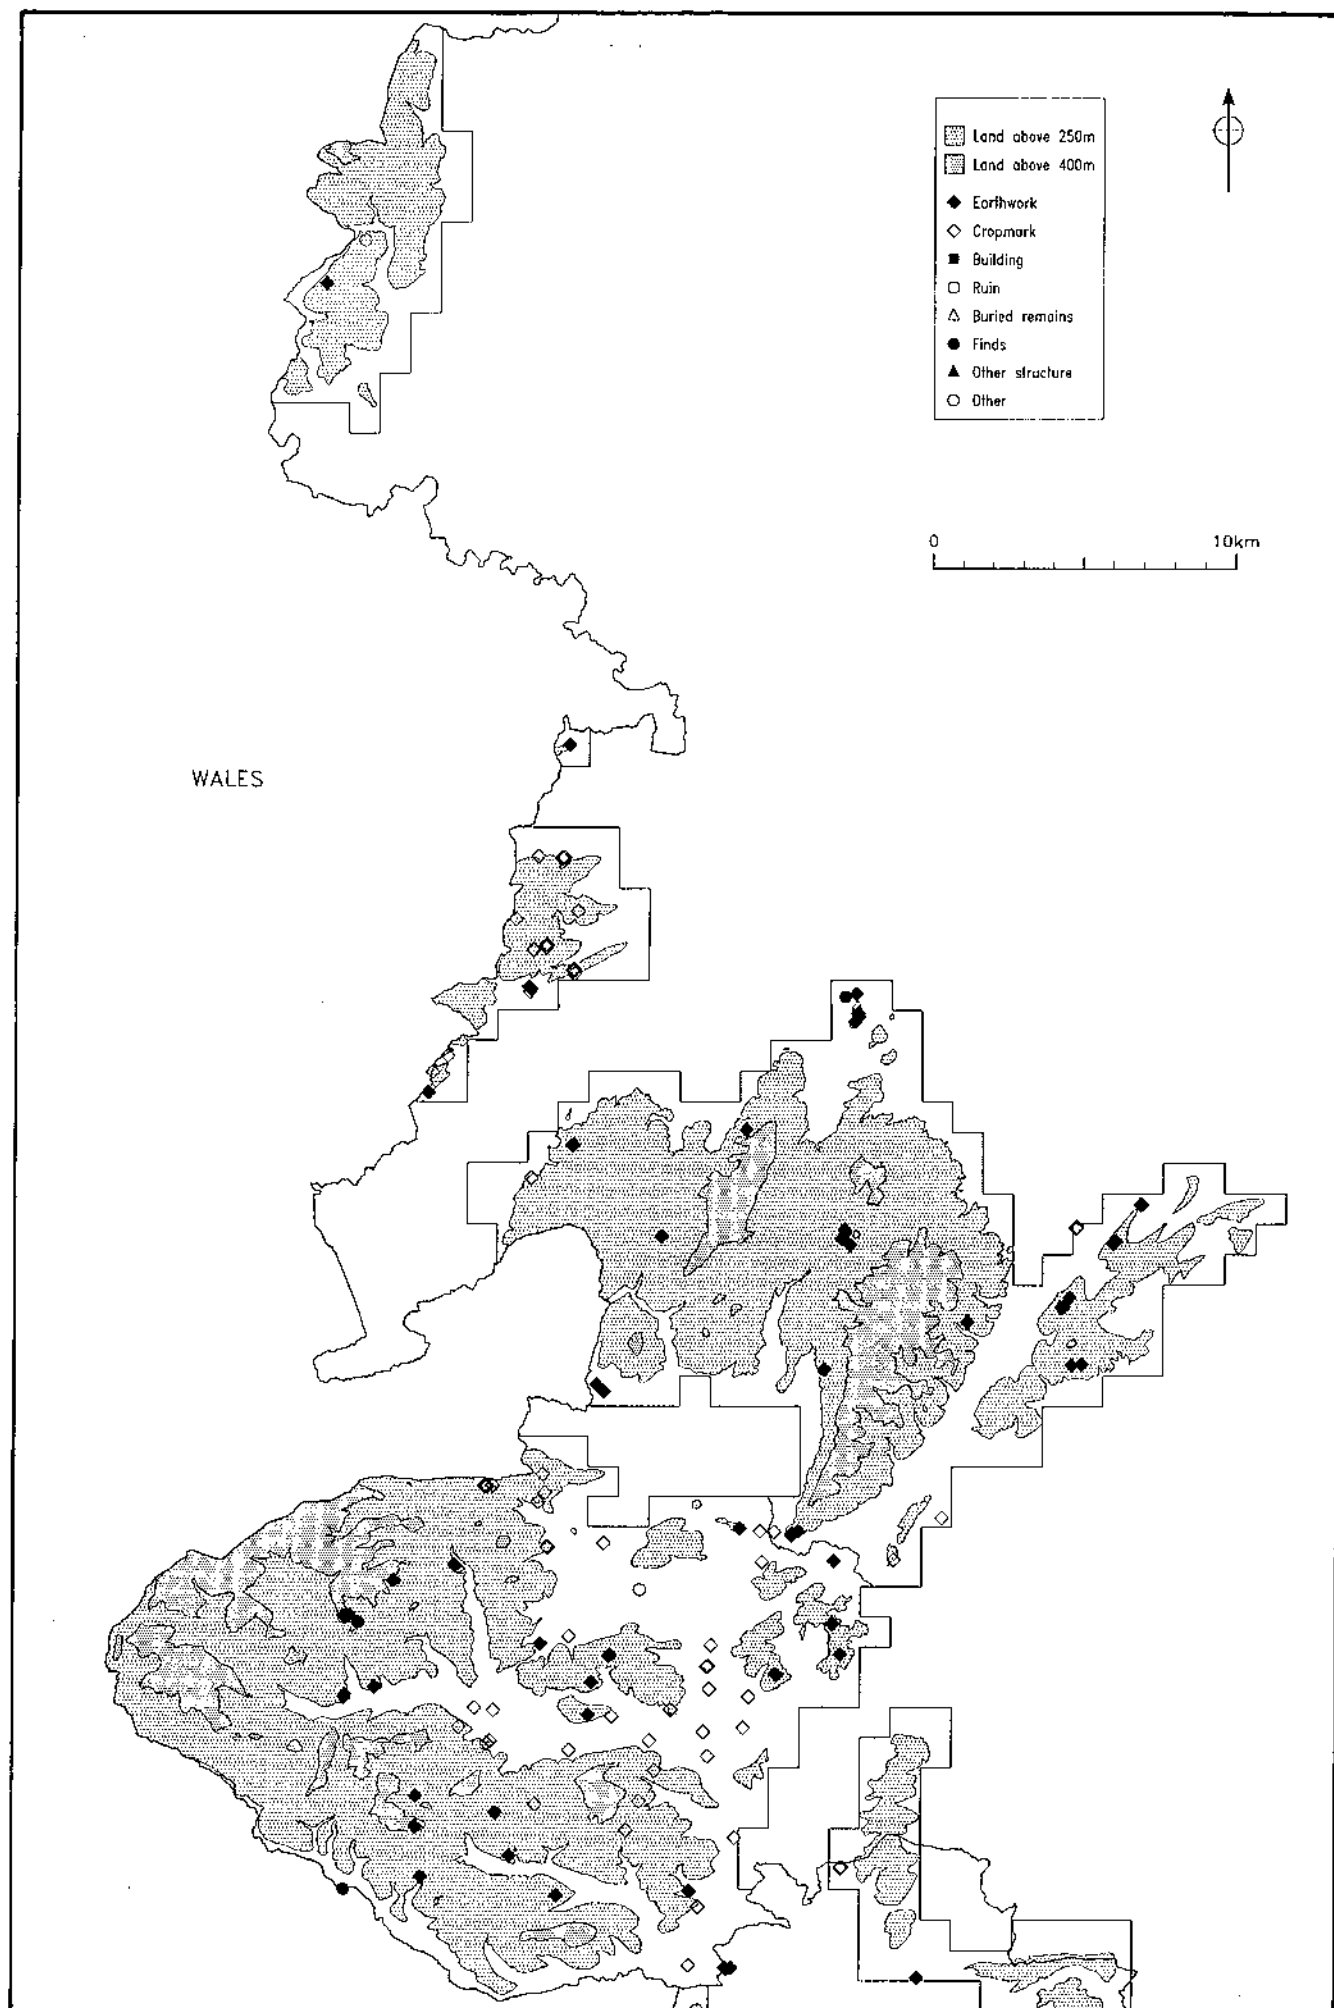 Land above 250m
Land above 400m
Earthwork
Cropmark
Building
Ruin
Buried remains
Finds
Other structure
Other
0 10km
WALES